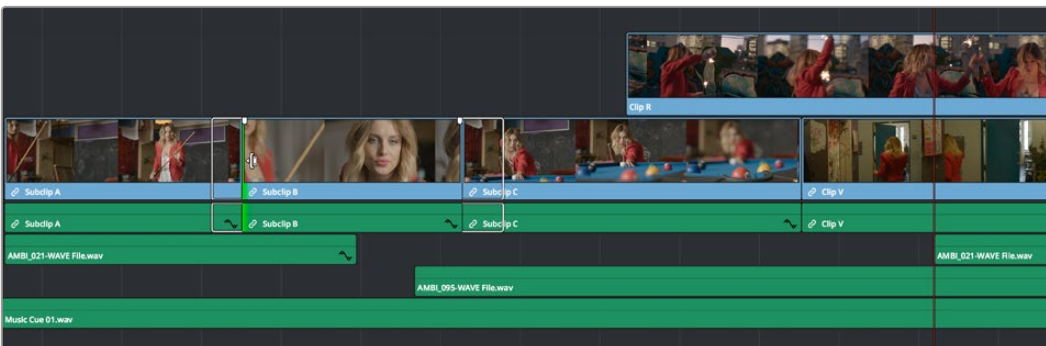 Clip R
Subclip A
Subclip B
Subclip C
Clip V
Subclip A
Subclip B
Subclip C
Clip V
AMBI_021-WAVE File.wav
AMBI_021-WAVE File.wav
AMBI_095-WAVE File.wav
Music Cue 01.wav